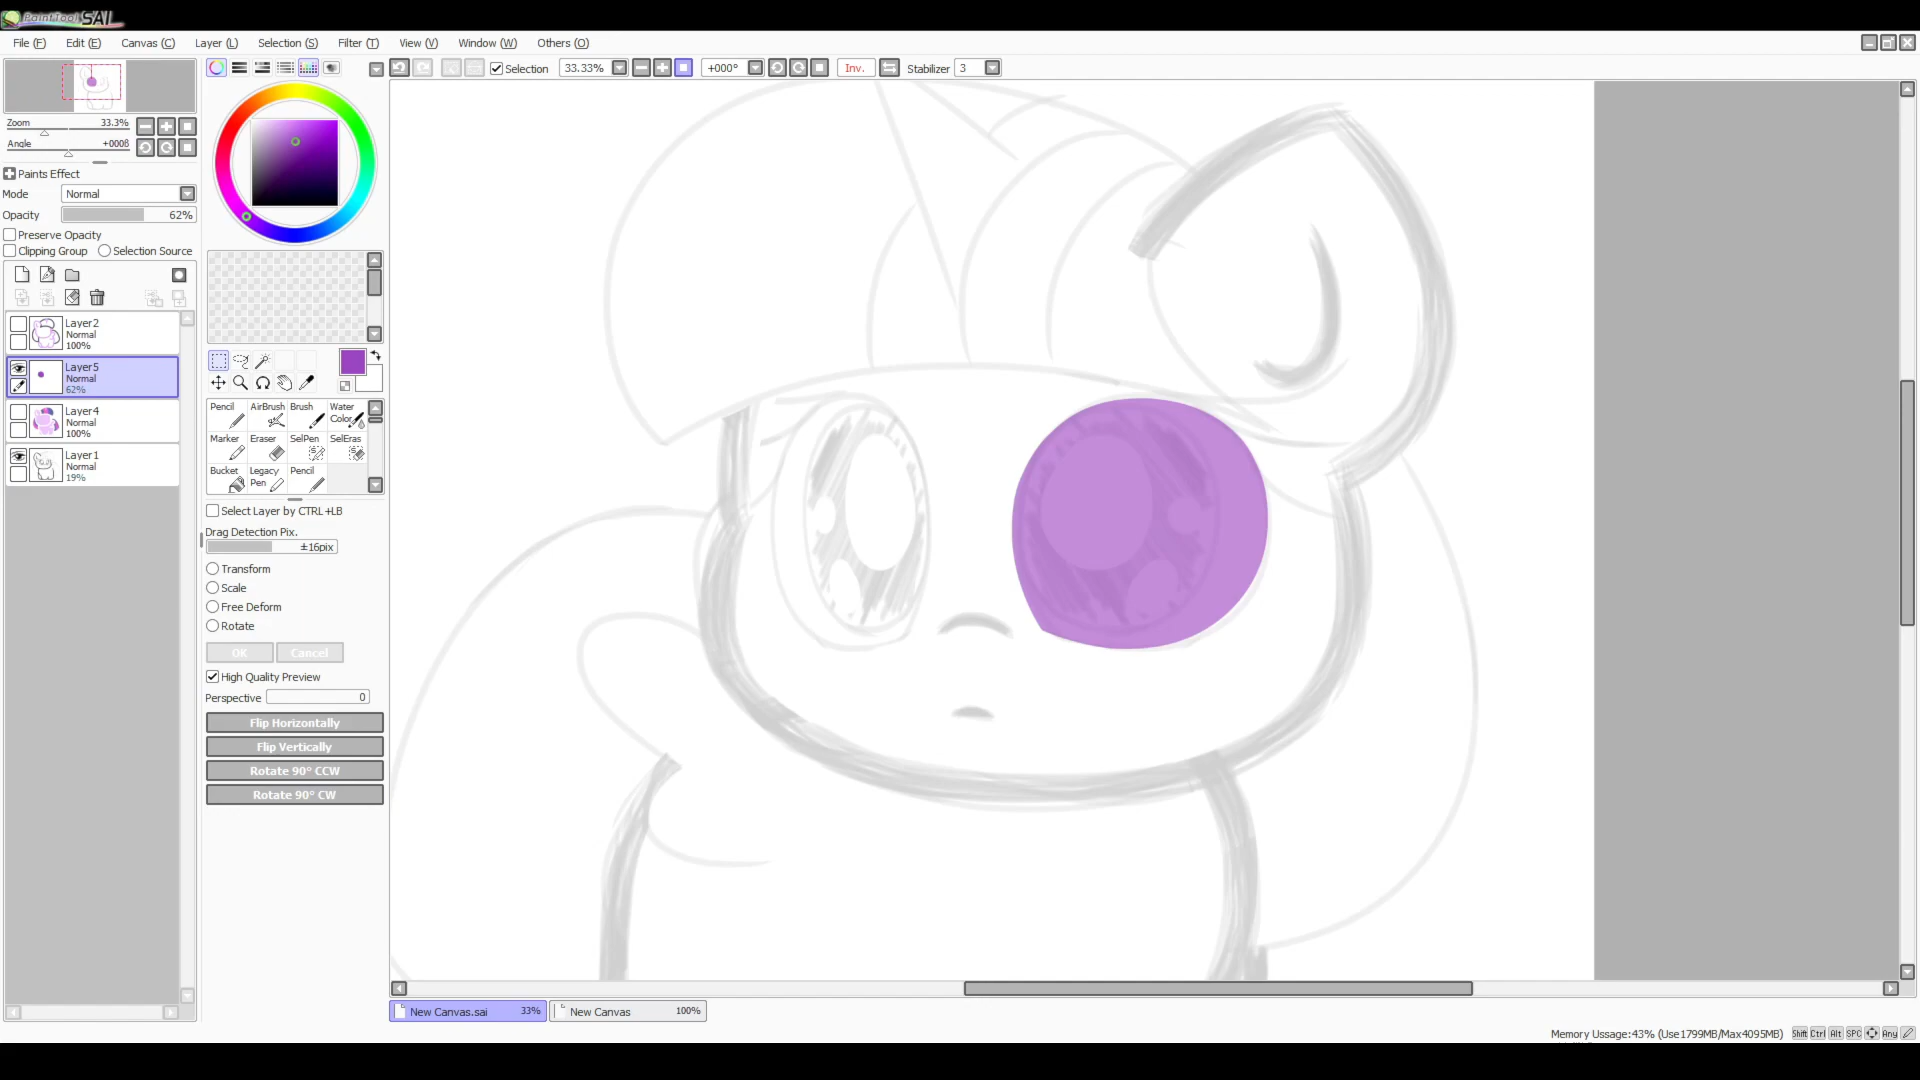 PaintTool SAI
File (F) Edit (E) Canvas (C) Layer (L) Selection (S) Filter (T) View (V) Window (W) Others (O)
Selection 33.33% +000° Inv. Stabilizer 3
Zoom 33.3%
Angle +000ß
Paints Effect
Mode Normal
Opacity 62%
Preserve Opacity
Clipping Group Selection Source
Layer2
Normal
100%
Layer5
Normal
62%
Layer4
Normal
100%
Layer1
Normal
19%
Pencil AirBrush Brush Water Color
Marker Eraser SelPen SelEras
Bucket Legacy Pen Pencil
Select Layer by CTRL+LB
Drag Detection Pix.
±16pix
Transform
Scale
Free Deform
Rotate
OK Cancel
High Quality Preview
Perspective 0
Flip Horizontally
Flip Vertically
Rotate 90° CCW
Rotate 90° CW
New Canvas.sai 33% New Canvas 100%
Memory Ussage:43% (Use1799MB/Max4095MB) Shift Ctrl Alt SPC Any